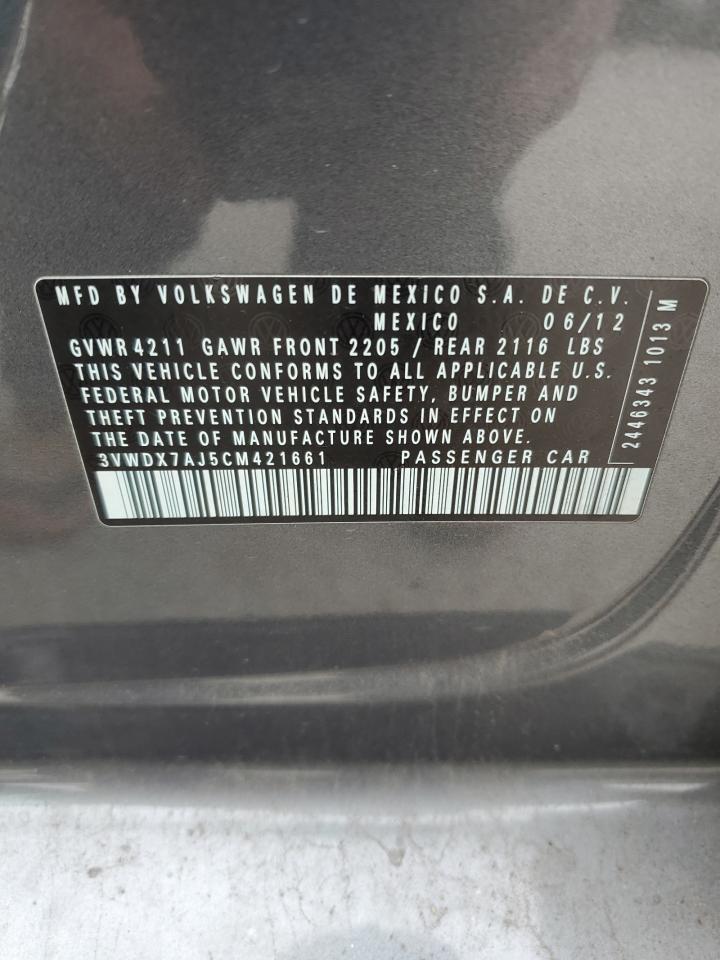 MFD BY VOLKSWAGEN DE MEXICO S.A. DE C.V.
MEXICO 06/12
GVWR 4211 GAWR FRONT 2205 / REAR 2116 LBS
THIS VEHICLE CONFORMS TO ALL APPLICABLE U.S.
FEDERAL MOTOR VEHICLE SAFETY, BUMPER AND
THEFT PREVENTION STANDARDS IN EFFECT ON
THE DATE OF MANUFACTURE SHOWN ABOVE.
3VWDX7AJ5CM421661 PASSENGER CAR
2446343 1013 M